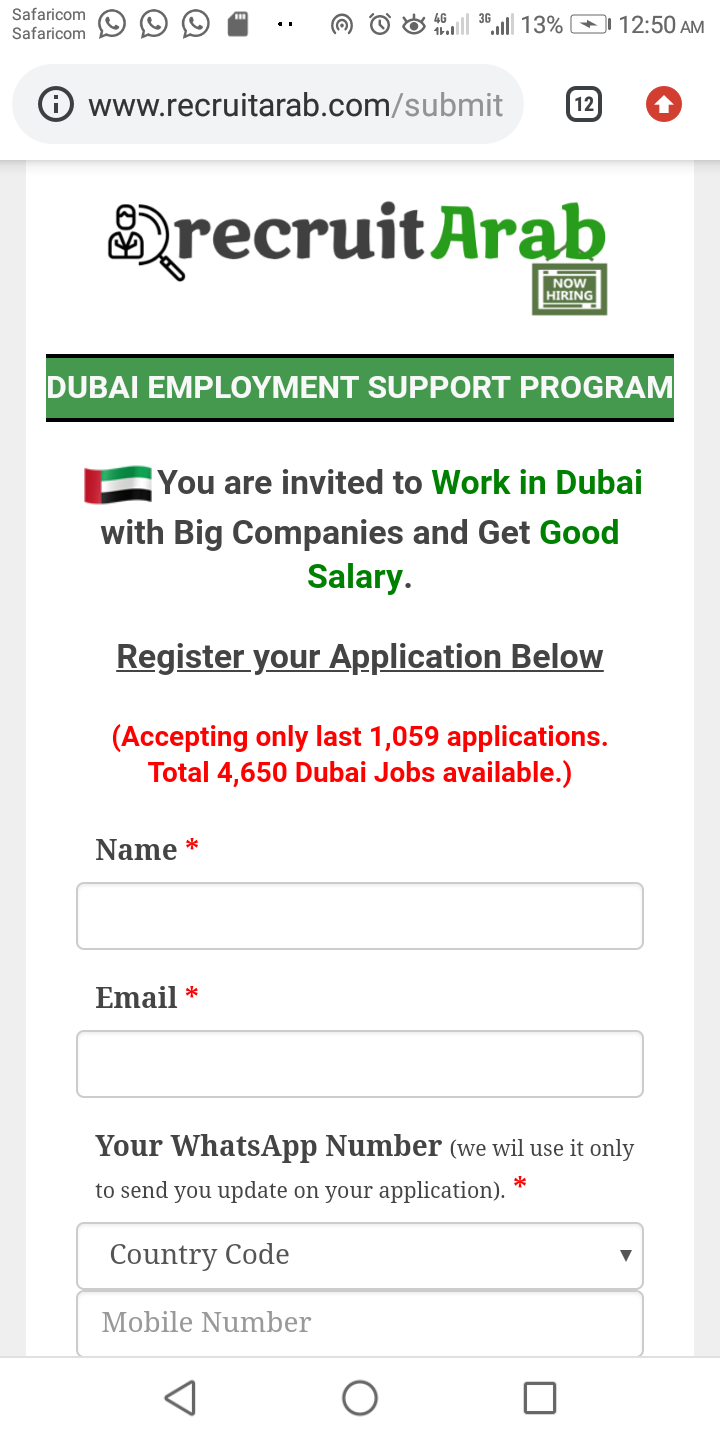 Safaricom
Safaricom
4G 3G 13% 12:50 AM
www.recruitarab.com/submit
12
recruitArab
NOW
HIRING
DUBAI EMPLOYMENT SUPPORT PROGRAM
You are invited to Work in Dubai
with Big Companies and Get Good
Salary.
Register your Application Below
(Accepting only last 1,059 applications.
Total 4,650 Dubai Jobs available.)
Name *
Email *
Your WhatsApp Number (we wil use it only
to send you update on your application). *
Country Code
Mobile Number